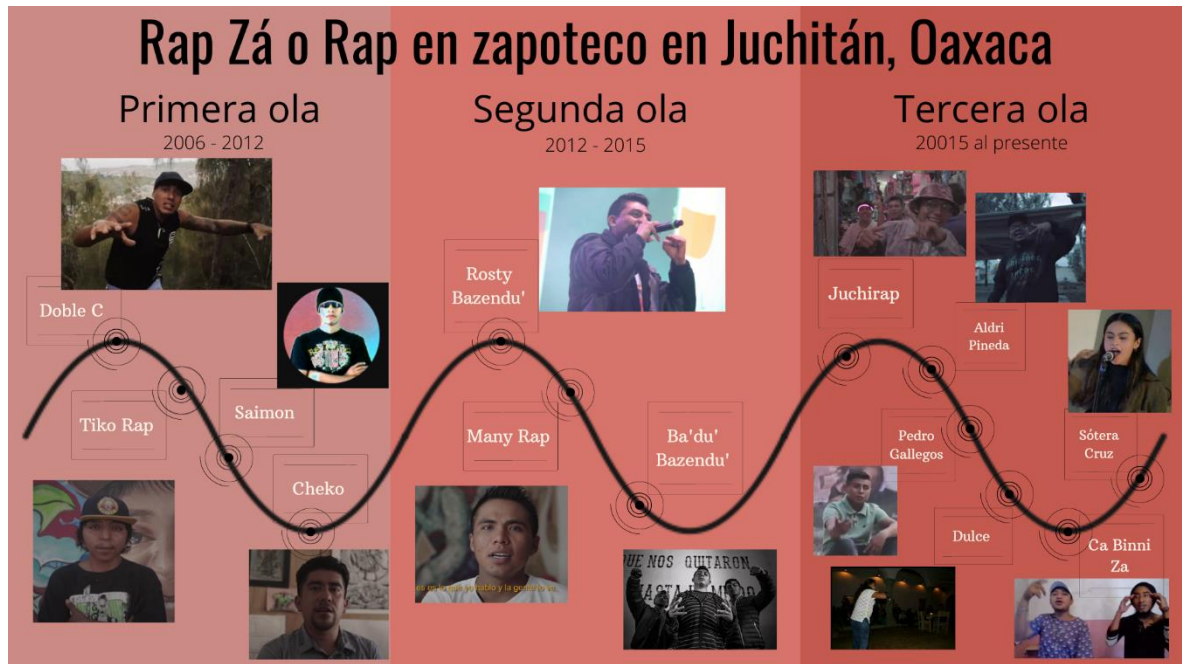 Rap Zá o Rap en zapoteco en Juchitán, Oaxaca
Primera ola
2006 - 2012
Doble C
Tiko Rap
Saimon
Cheko
Segunda ola
2012 - 2015
Rosty
Bazendu'
Many Rap
Ba'du'
Bazendu'
QUE NOS QUITARON
HASTA
Tercera ola
20015 al presente
Juchirap
Aldri
Pineda
Pedro
Gallegos
Sótera
Cruz
Dulce
Ca Binni
Za